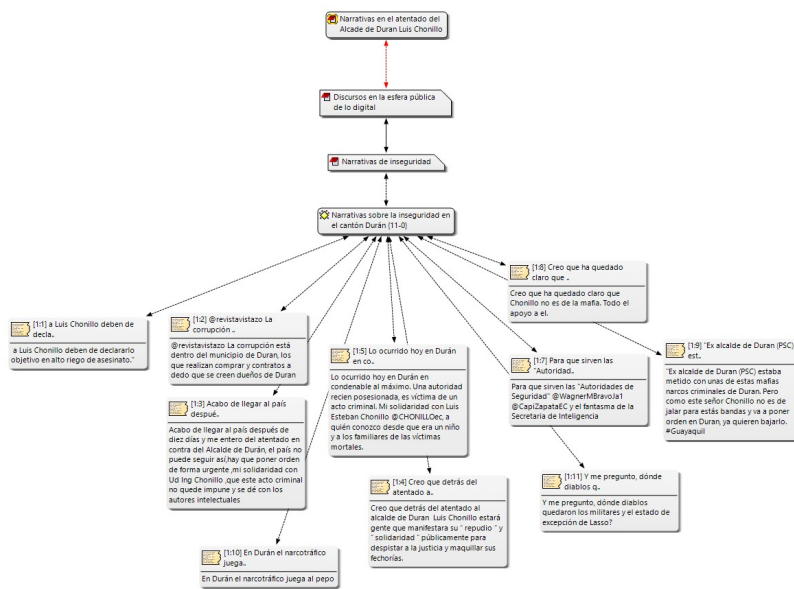 Narrativas en el atentado del
Alcade de Duran Luis Chonillo
Discursos en la esfera pública
de lo digital
Narrativas de inseguridad
Narrativas sobre la inseguridad en
el cantón Durán {11-0}
[1:8] Creo que ha quedado
claro que ..
Creo que ha quedado claro que
Chonillo no es de la mafia. Todo el
apoyo a el.
[1:1] a Luis Chonillo deben de
decla..
a Luis Chonillo deben de declararlo
objetivo en alto riego de asesinato."
[1:2] @revistavistazo La
corrupción ..
@revistavistazo La corrupción está
dentro del municipio de Duran, los
que realizan comprar y contratos a
dedo que se creen dueños de Duran
[1:5] Lo ocurrido hoy en Durán
en co..
Lo ocurrido hoy en Durán en
condenable al máximo. Una autoridad
recien posesionada, es víctima de un
acto criminal. Mi solidaridad con Luis
Esteban Chonillo @CHONILLOec, a
quién conozco desde que era un niño
y a los familiares de las víctimas
mortales.
[1:7] Para que sirven las
"Autoridad..
Para que sirven las "Autoridades de
Seguridad" @WagnerMBravoJa1
@CapiZapataEC y el fantasma de la
Secretaria de Inteligencia
[1:9] "Ex alcalde de Duran (PSC)
est..
"Ex alcalde de Duran (PSC) estaba
metido con unas de estas mafias
narcos criminales de Duran. Pero
como este señor Chonillo no es de
jalar para estás bandas y va a poner
orden en Duran, ya quieren bajarlo.
#Guayaquil
[1:3] Acabo de llegar al país
despué..
Acabo de llegar al país después de
diez días y me entero del atentado en
contra del Alcalde de Durán, el país no
puede seguir así,hay que poner orden
de forma urgente ,mi solidaridad con
Ud Ing Chonillo ,que este acto criminal
no quede impune y se dé con los
autores intelectuales
[1:4] Creo que detrás del
atentado a..
Creo que detrás del atentado al
alcalde de Duran Luis Chonillo estará
gente que manifestara su " repudio " y
" solidaridad " públicamente para
despistar a la justicia y maquillar sus
fechorías.
[1:11] Y me pregunto, dónde
diablos q..
Y me pregunto, dónde diablos
quedaron los militares y el estado de
excepción de Lasso?
[1:10] En Durán el narcotráfico
juega..
En Durán el narcotráfico juega al pepo